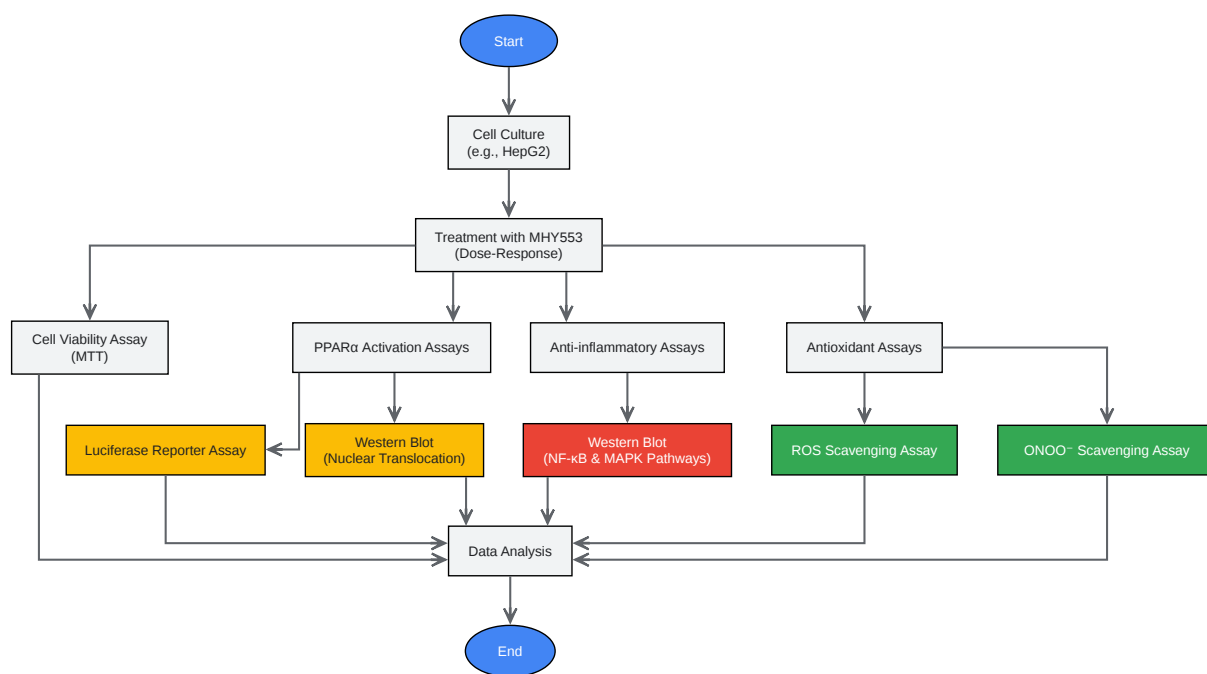 Start
Cell Culture
(e.g., HepG2)
Treatment with MHY553
(Dose-Response)
Cell Viability Assay
(MTT)
PPARα Activation Assays
Anti-inflammatory Assays
Antioxidant Assays
Luciferase Reporter Assay
Western Blot
(Nuclear Translocation)
Western Blot
(NF-κB & MAPK Pathways)
ROS Scavenging Assay
ONOO⁻ Scavenging Assay
Data Analysis
End